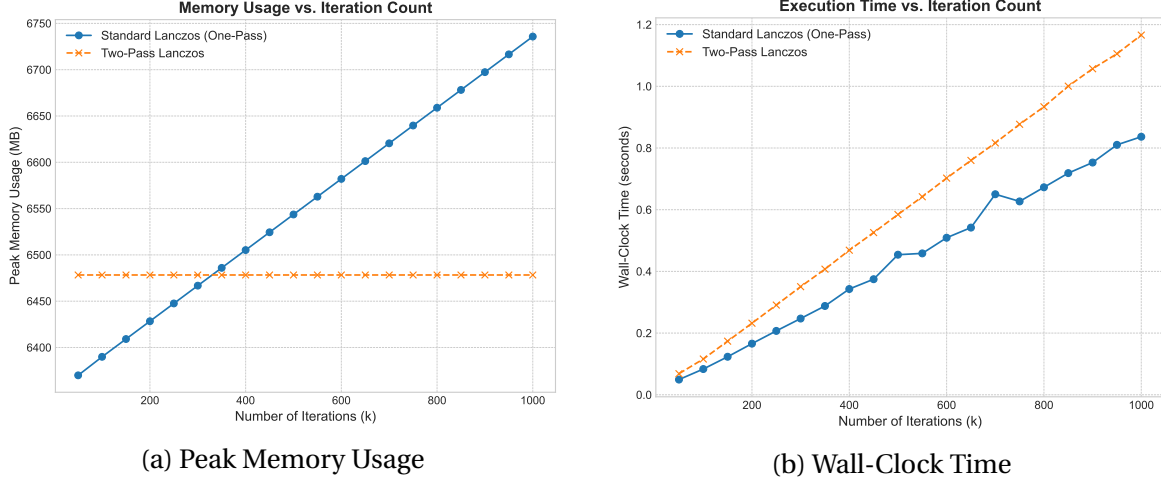 Memory Usage vs. Iteration Count
6750
6700
6650
6600
6550
6500
6450
6400
Peak Memory Usage (MB)
Standard Lanczos (One-Pass)
Two-Pass Lanczos
200
400
600
800
1000
Number of Iterations (k)
(a) Peak Memory Usage
Execution Time vs. Iteration Count
1.2
1.0
0.8
0.6
0.4
0.2
0.0
Wall-Clock Time (seconds)
Standard Lanczos (One-Pass)
Two-Pass Lanczos
200
400
600
800
1000
Number of Iterations (k)
(b) Wall-Clock Time